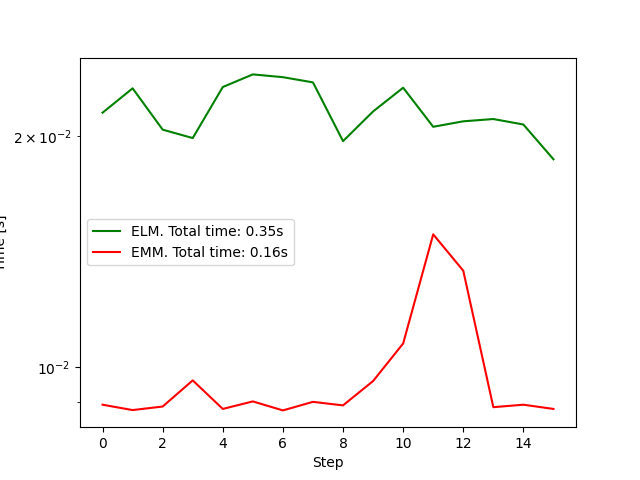 2 × 10⁻²
ELM. Total time: 0.35s
EMM. Total time: 0.16s
Time [s]
10⁻²
0 2 4 6 8 10 12 14
Step